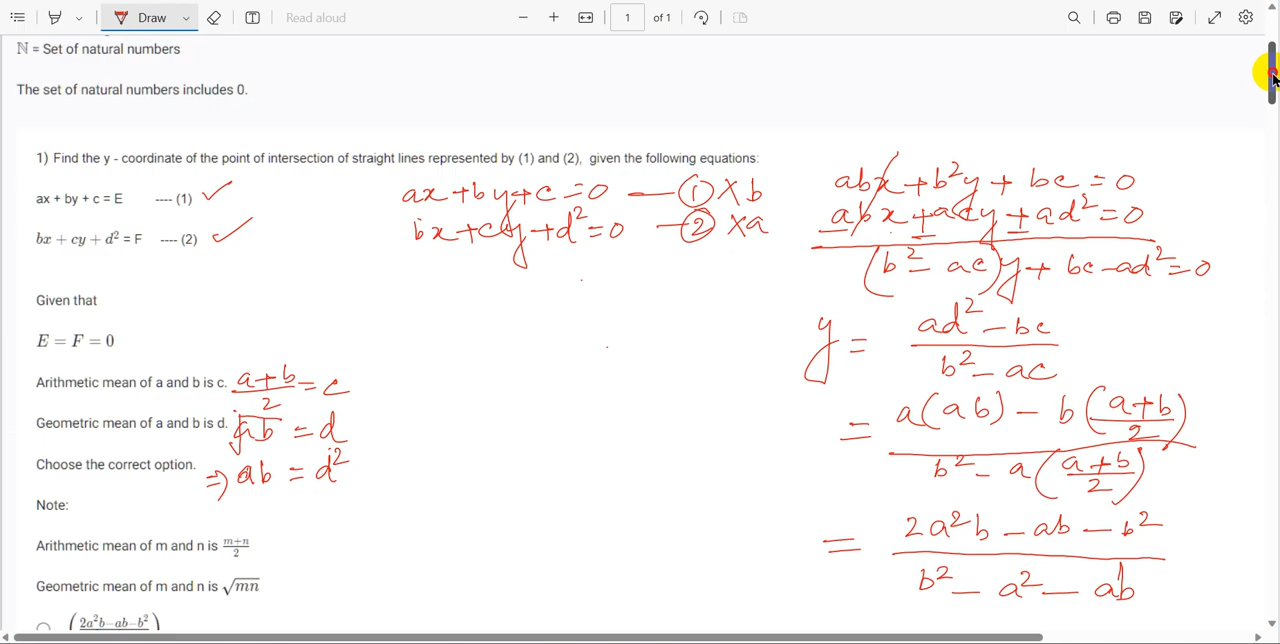 Draw
Read aloud
1 of 1
ℕ = Set of natural numbers
The set of natural numbers includes 0.
1) Find the y - coordinate of the point of intersection of straight lines represented by (1) and (2), given the following equations:
ax + by + c = E ---- (1) ✓
bx + cy + d² = F ---- (2) ✓
ax + by + c = 0 — ① × b
bx + cy + d² = 0 — ② × a
abx + b²y + bc = 0
abx + acy + ad² = 0
(b² - ac)y + bc - ad² = 0
Given that
E = F = 0
Arithmetic mean of a and b is c. (a+b)/2 = c
Geometric mean of a and b is d. √ab = d
Choose the correct option. ⇒ ab = d²
Note:
Arithmetic mean of m and n is (m+n)/2
Geometric mean of m and n is √mn
(2a²b−ab−b²
y = (ad² - bc)/(b² - ac)
= (a(ab) - b((a+b)/2))/(b² - a((a+b)/2))
= (2a²b - ab - b²)/(b² - a² - ab)